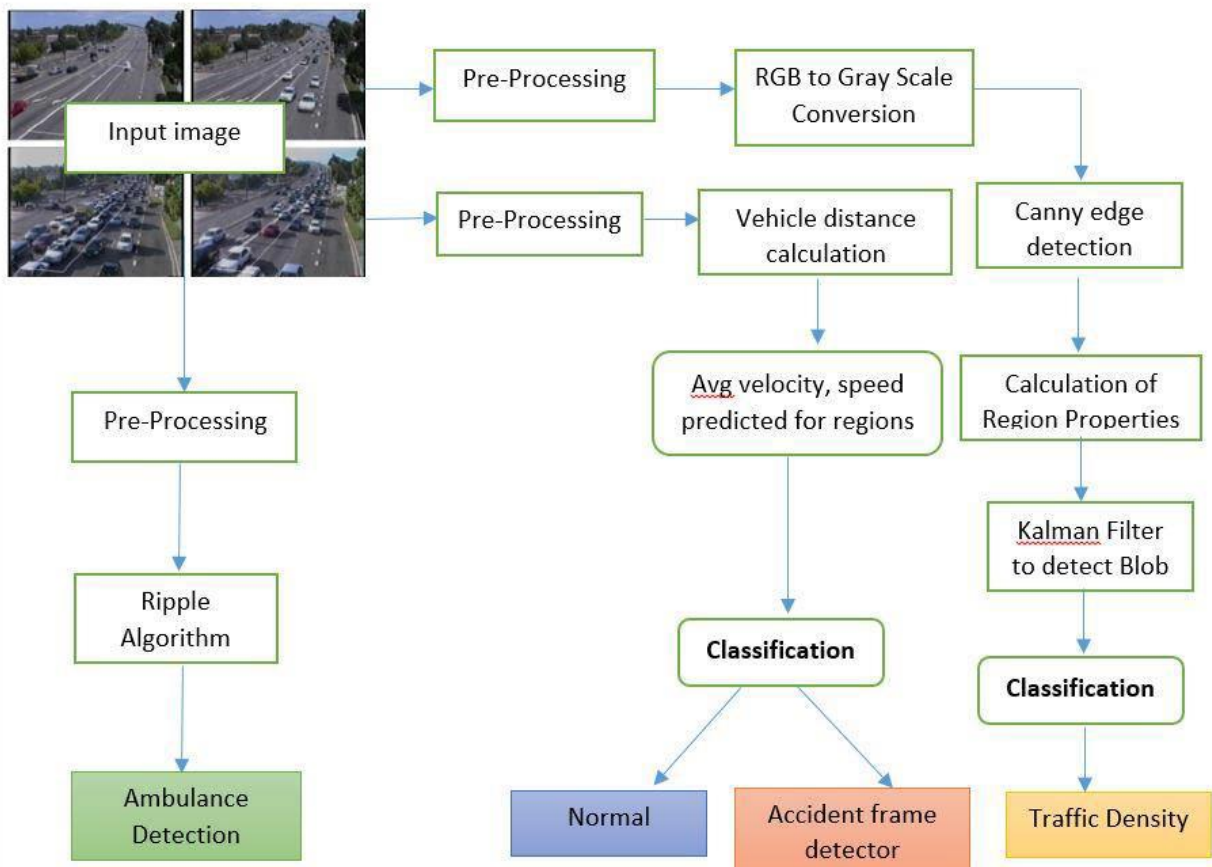 Input image
Pre-Processing
RGB to Gray Scale
Conversion
Pre-Processing
Vehicle distance
calculation
Canny edge
detection
Pre-Processing
Avg velocity, speed
predicted for regions
Calculation of
Region Properties
Kalman Filter
to detect Blob
Ripple
Algorithm
Classification
Classification
Ambulance
Detection
Normal
Accident frame
detector
Traffic Density